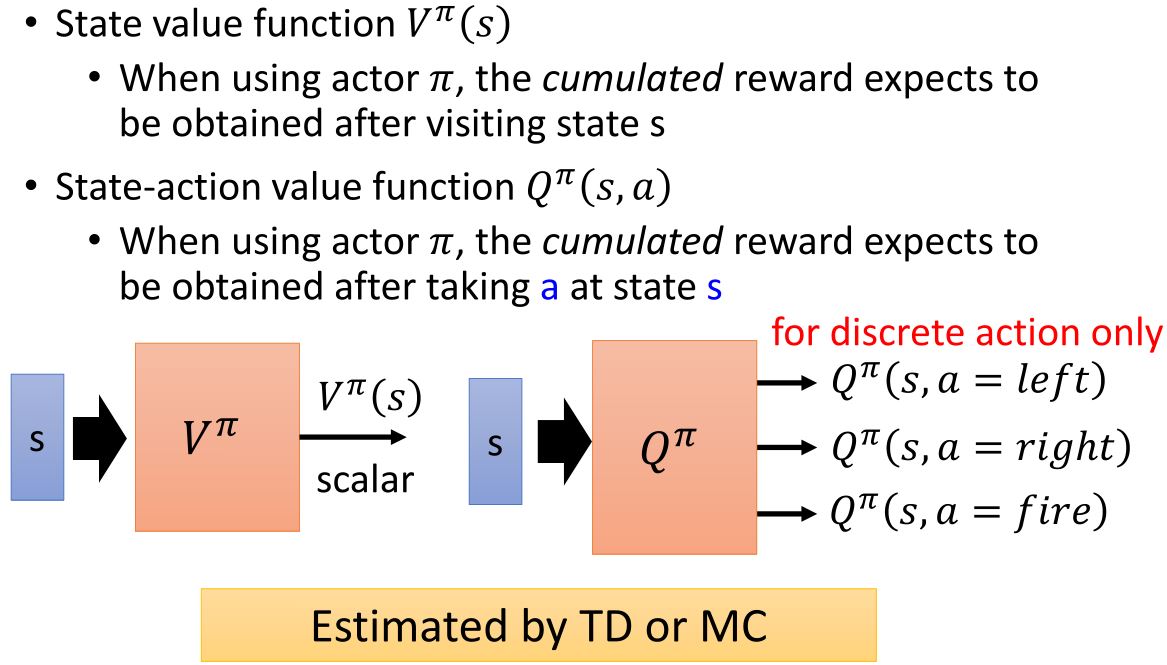 • State value function $V^\pi(s)$
• When using actor $\pi$, the cumulated reward expects to
be obtained after visiting state s
• State-action value function $Q^\pi(s, a)$
• When using actor $\pi$, the cumulated reward expects to
be obtained after taking a at state s
for discrete action only
s
$V^\pi$
$V^\pi(s)$
scalar
s
$Q^\pi$
$Q^\pi(s, a = left)$
$Q^\pi(s, a = right)$
$Q^\pi(s, a = fire)$
Estimated by TD or MC